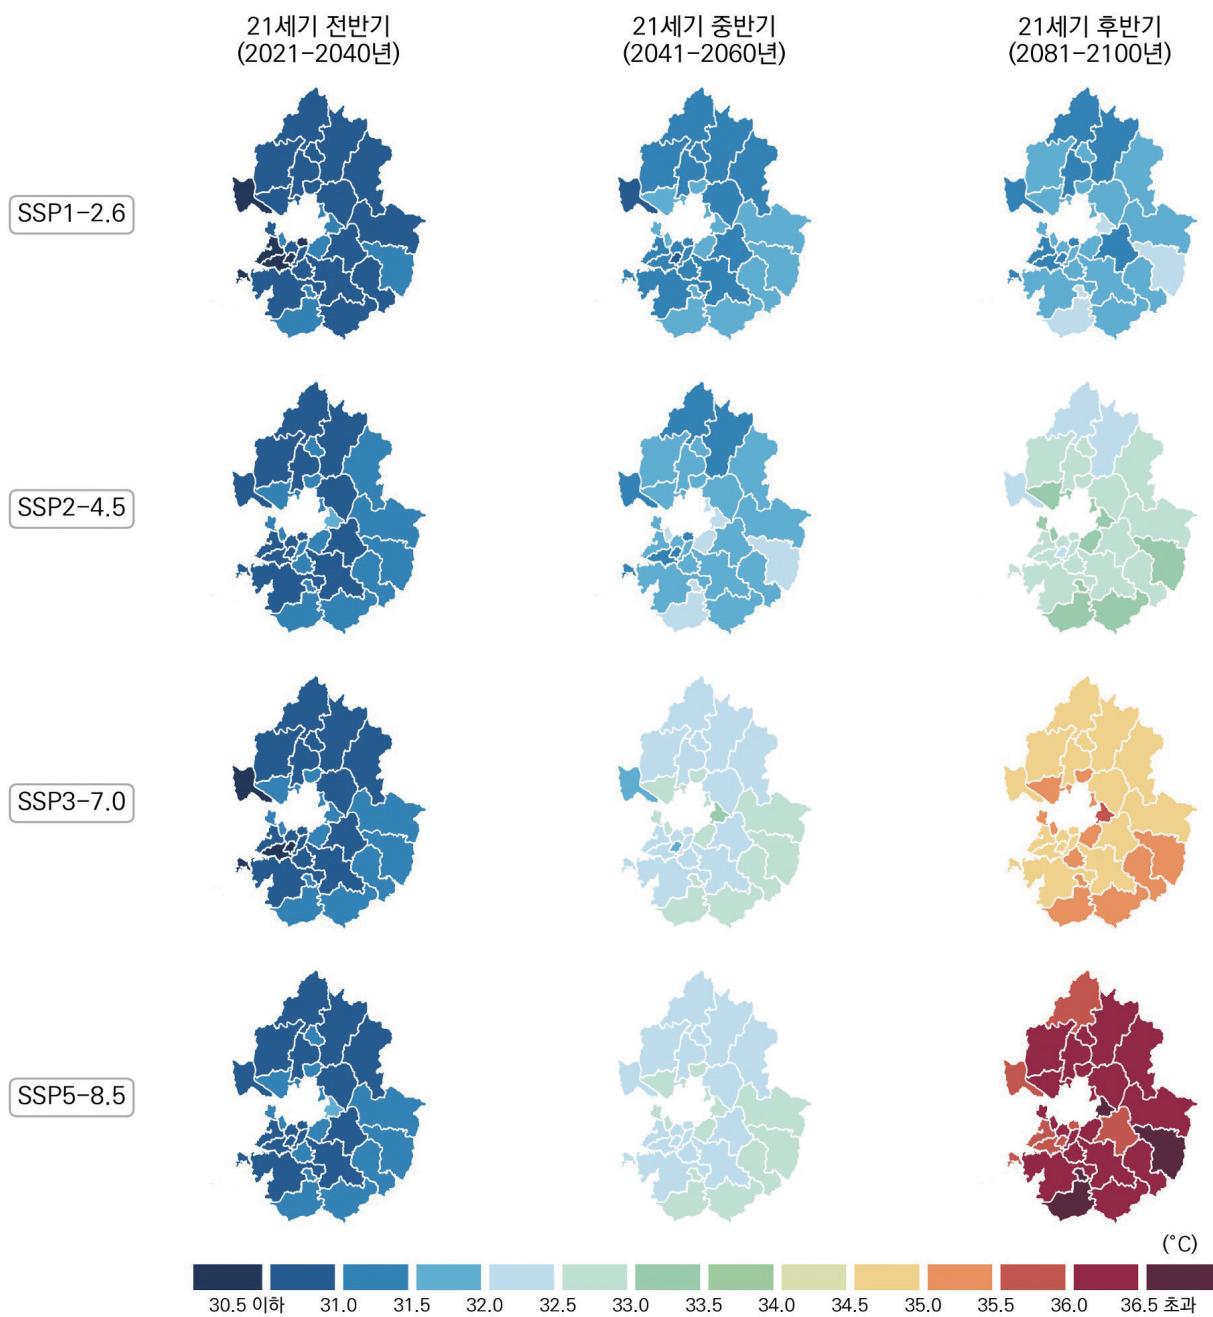 21세기 전반기
(2021-2040년)
21세기 중반기
(2041-2060년)
21세기 후반기
(2081-2100년)
SSP1-2.6
SSP2-4.5
SSP3-7.0
SSP5-8.5
(°C)
30.5 이하 31.0 31.5 32.0 32.5 33.0 33.5 34.0 34.5 35.0 35.5 36.0 36.5 초과